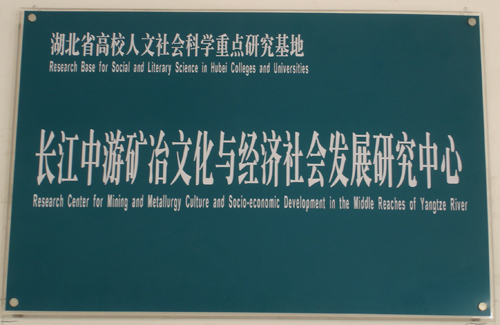 湖北省高校人文社会科学重点研究基地
Research Base for Social and Literary Science in Hubei Colleges and Universities
长江中游矿冶文化与经济社会发展研究中心
Research Center for Mining and Metallurgy Culture and Socio-economic Development in the Middle Reaches of Yangtze River